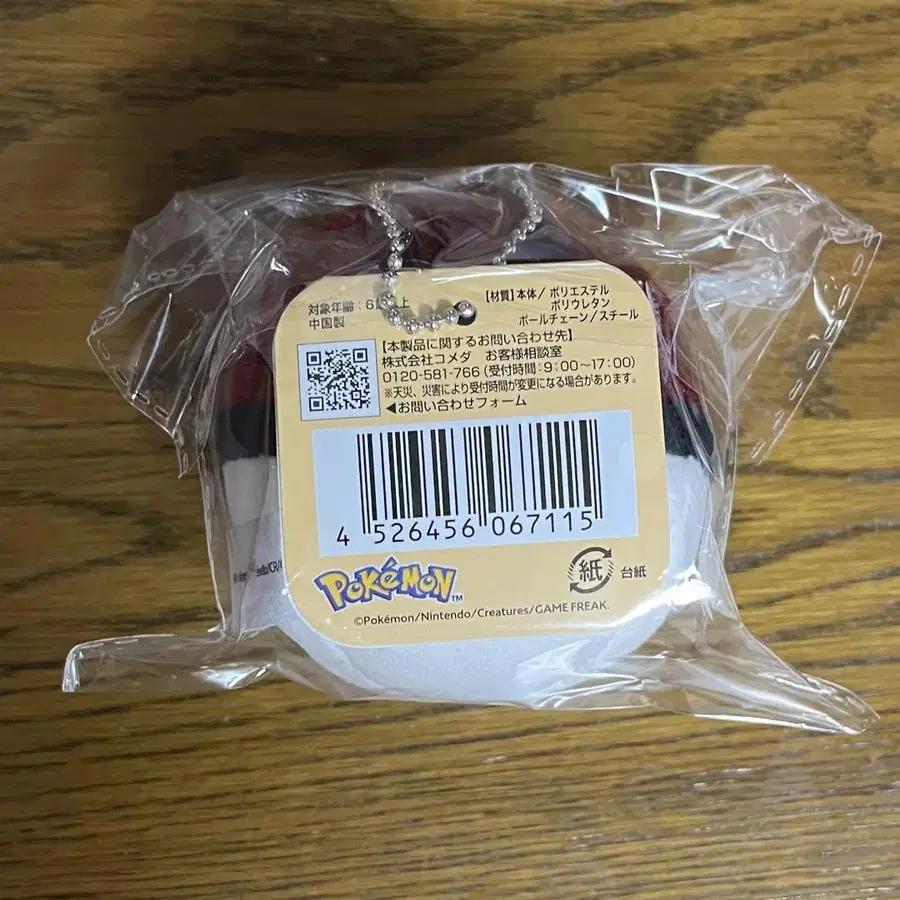 対象年齢:6 上
中国製
【材質】本体/ポリエステル
ポリウレタン
ボールチェーン/スチール
【本製品に関するお問い合わせ先】
株式会社コメダ お客様相談室
0120-581-766 (受付時間:9:00〜17:00)
※天災、災害により受付時間が変更になる場合があります。
◀お問い合わせフォーム
4 526456 067115
POKéMON™
紙 台紙
©Pokémon/Nintendo/Creatures/GAME FREAK.